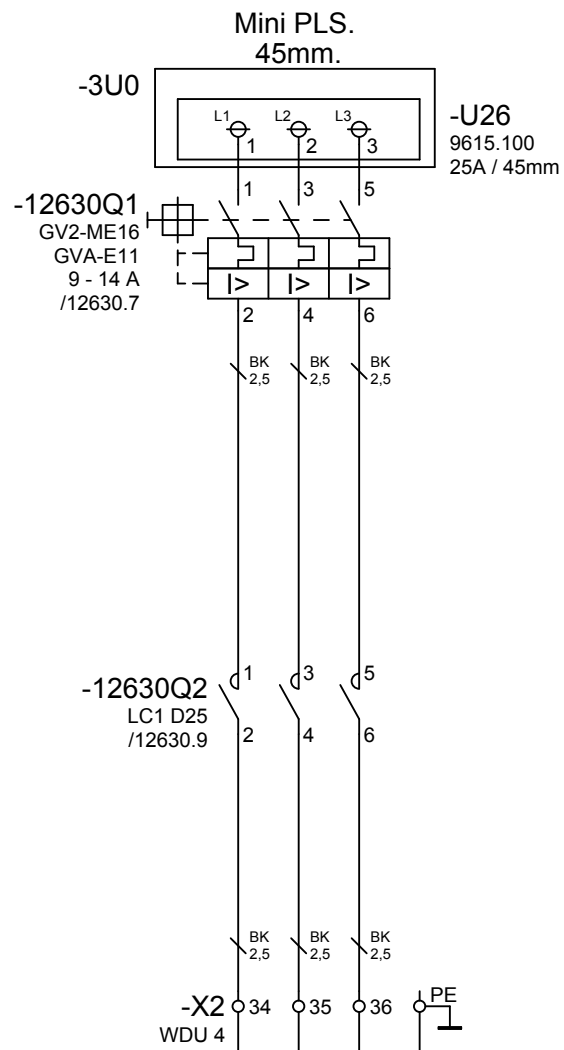 Mini PLS.
45mm.
-3U0
L1 L2 L3
-U26
1 2 3
9615.100
25A / 45mm
1 3 5
-12630Q1
GV2-ME16
GVA-E11
9 - 14 A
/12630.7
I> I> I>
2 4 6
BK BK BK
2,5 2,5 2,5
1 3 5
-12630Q2
LC1 D25
/12630.9
2 4 6
BK BK BK
2,5 2,5 2,5
-X2 34 35 36 PE
WDU 4